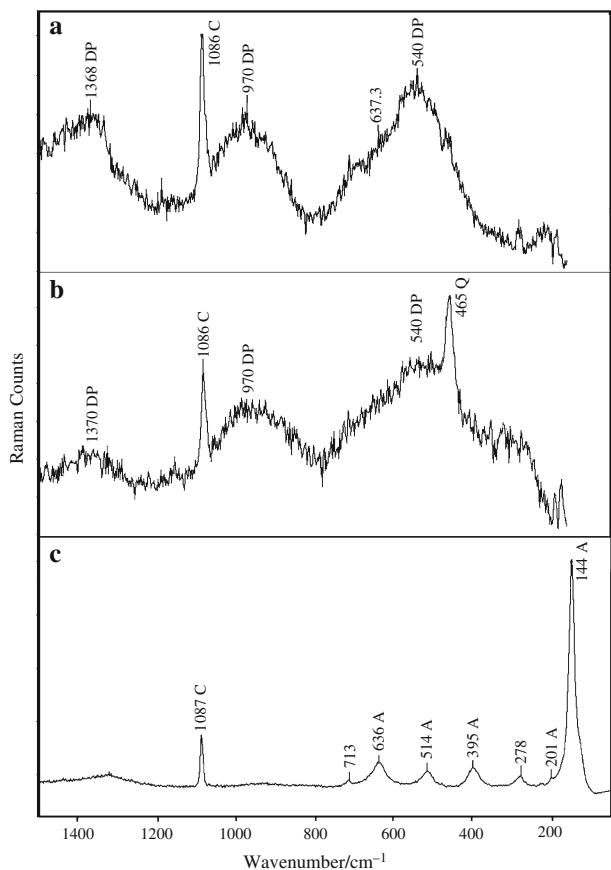 a
1368 DP
1086 C
970 DP
637.3
540 DP
b
1370 DP
1086 C
970 DP
540 DP
465 Q
Raman Counts
c
1087 C
713
636 A
514 A
395 A
278
201 A
144 A
1400 1200 1000 800 600 400 200
Wavenumber/cm⁻¹